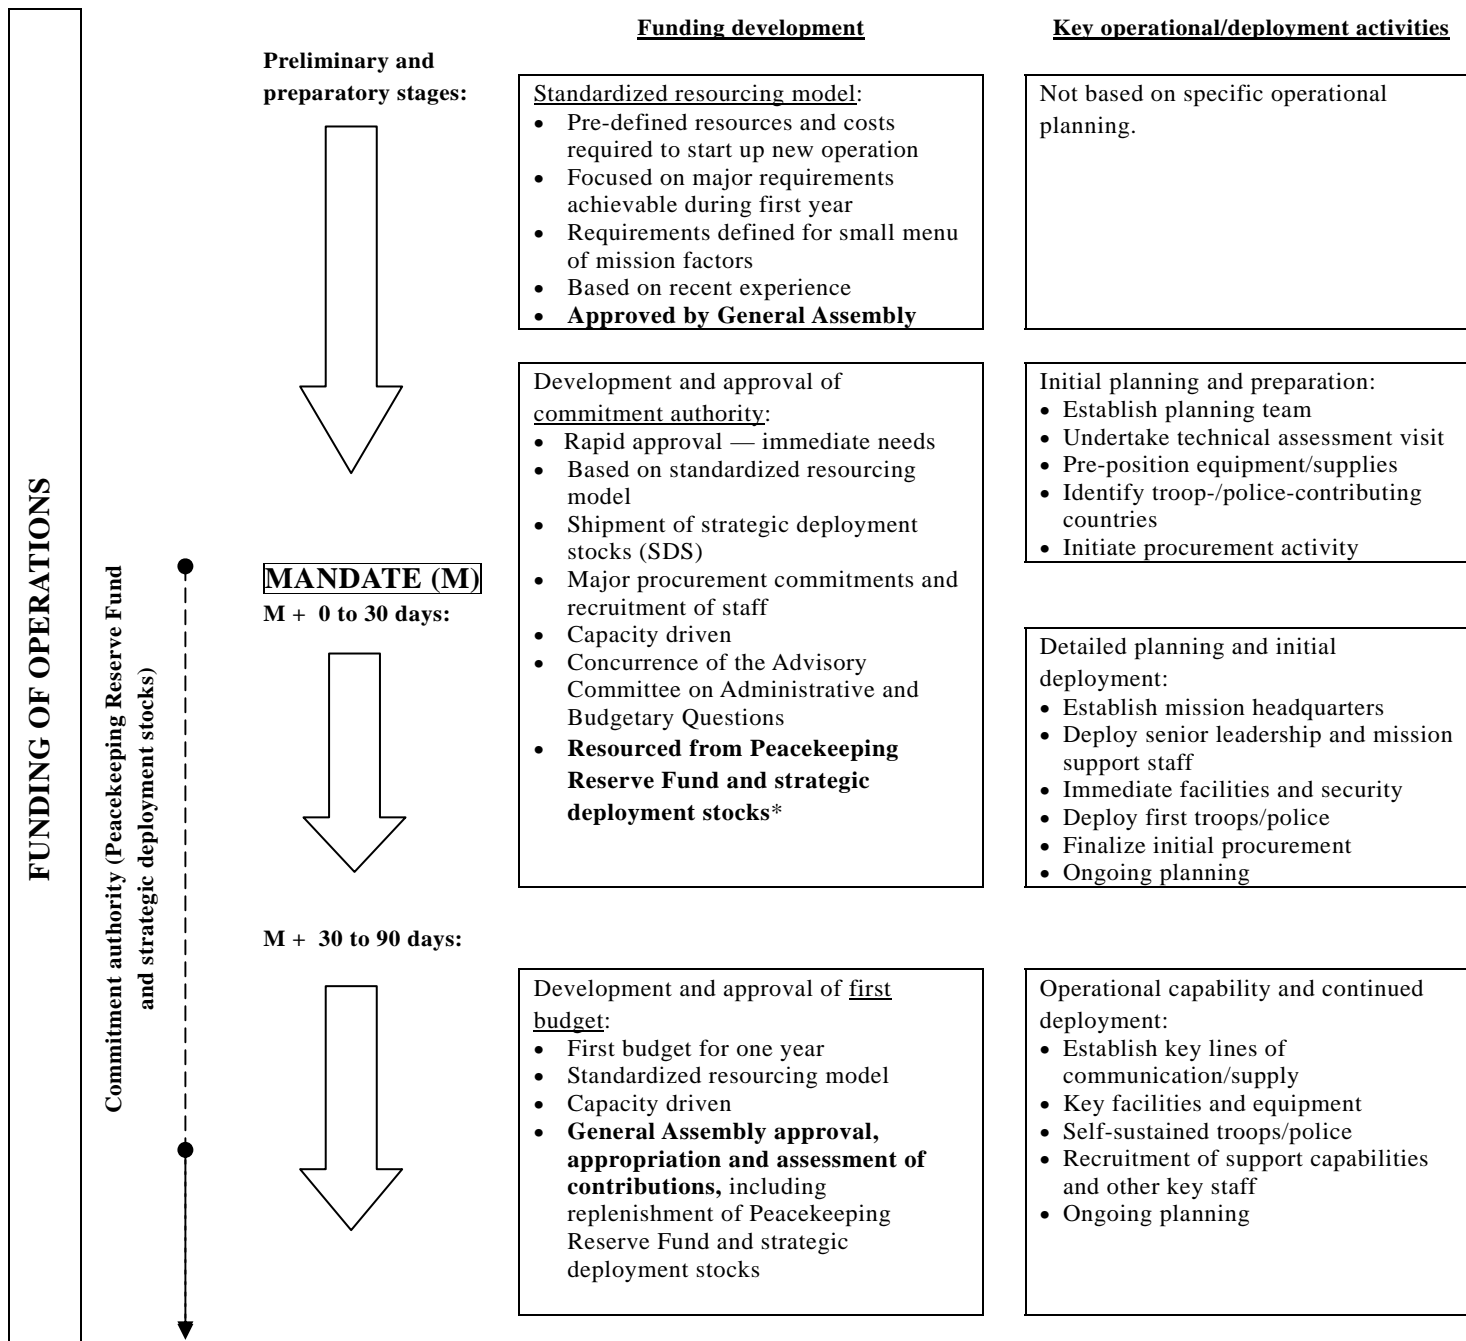 FUNDING OF OPERATIONS
Commitment authority (Peacekeeping Reserve Fund
and strategic deployment stocks)
Preliminary and
preparatory stages:
MANDATE (M)
M + 0 to 30 days:
M + 30 to 90 days:
Funding development
Standardized resourcing model:
• Pre-defined resources and costs
required to start up new operation
• Focused on major requirements
achievable during first year
• Requirements defined for small menu
of mission factors
• Based on recent experience
• Approved by General Assembly
Development and approval of
commitment authority:
• Rapid approval — immediate needs
• Based on standardized resourcing
model
• Shipment of strategic deployment
stocks (SDS)
• Major procurement commitments and
recruitment of staff
• Capacity driven
• Concurrence of the Advisory
Committee on Administrative and
Budgetary Questions
• Resourced from Peacekeeping
Reserve Fund and strategic
deployment stocks*
Development and approval of first
budget:
• First budget for one year
• Standardized resourcing model
• Capacity driven
• General Assembly approval,
appropriation and assessment of
contributions, including
replenishment of Peacekeeping
Reserve Fund and strategic
deployment stocks
Key operational/deployment activities
Not based on specific operational
planning.
Initial planning and preparation:
• Establish planning team
• Undertake technical assessment visit
• Pre-position equipment/supplies
• Identify troop-/police-contributing
countries
• Initiate procurement activity
Detailed planning and initial
deployment:
• Establish mission headquarters
• Deploy senior leadership and mission
support staff
• Immediate facilities and security
• Deploy first troops/police
• Finalize initial procurement
• Ongoing planning
Operational capability and continued
deployment:
• Establish key lines of
communication/supply
• Key facilities and equipment
• Self-sustained troops/police
• Recruitment of support capabilities
and other key staff
• Ongoing planning